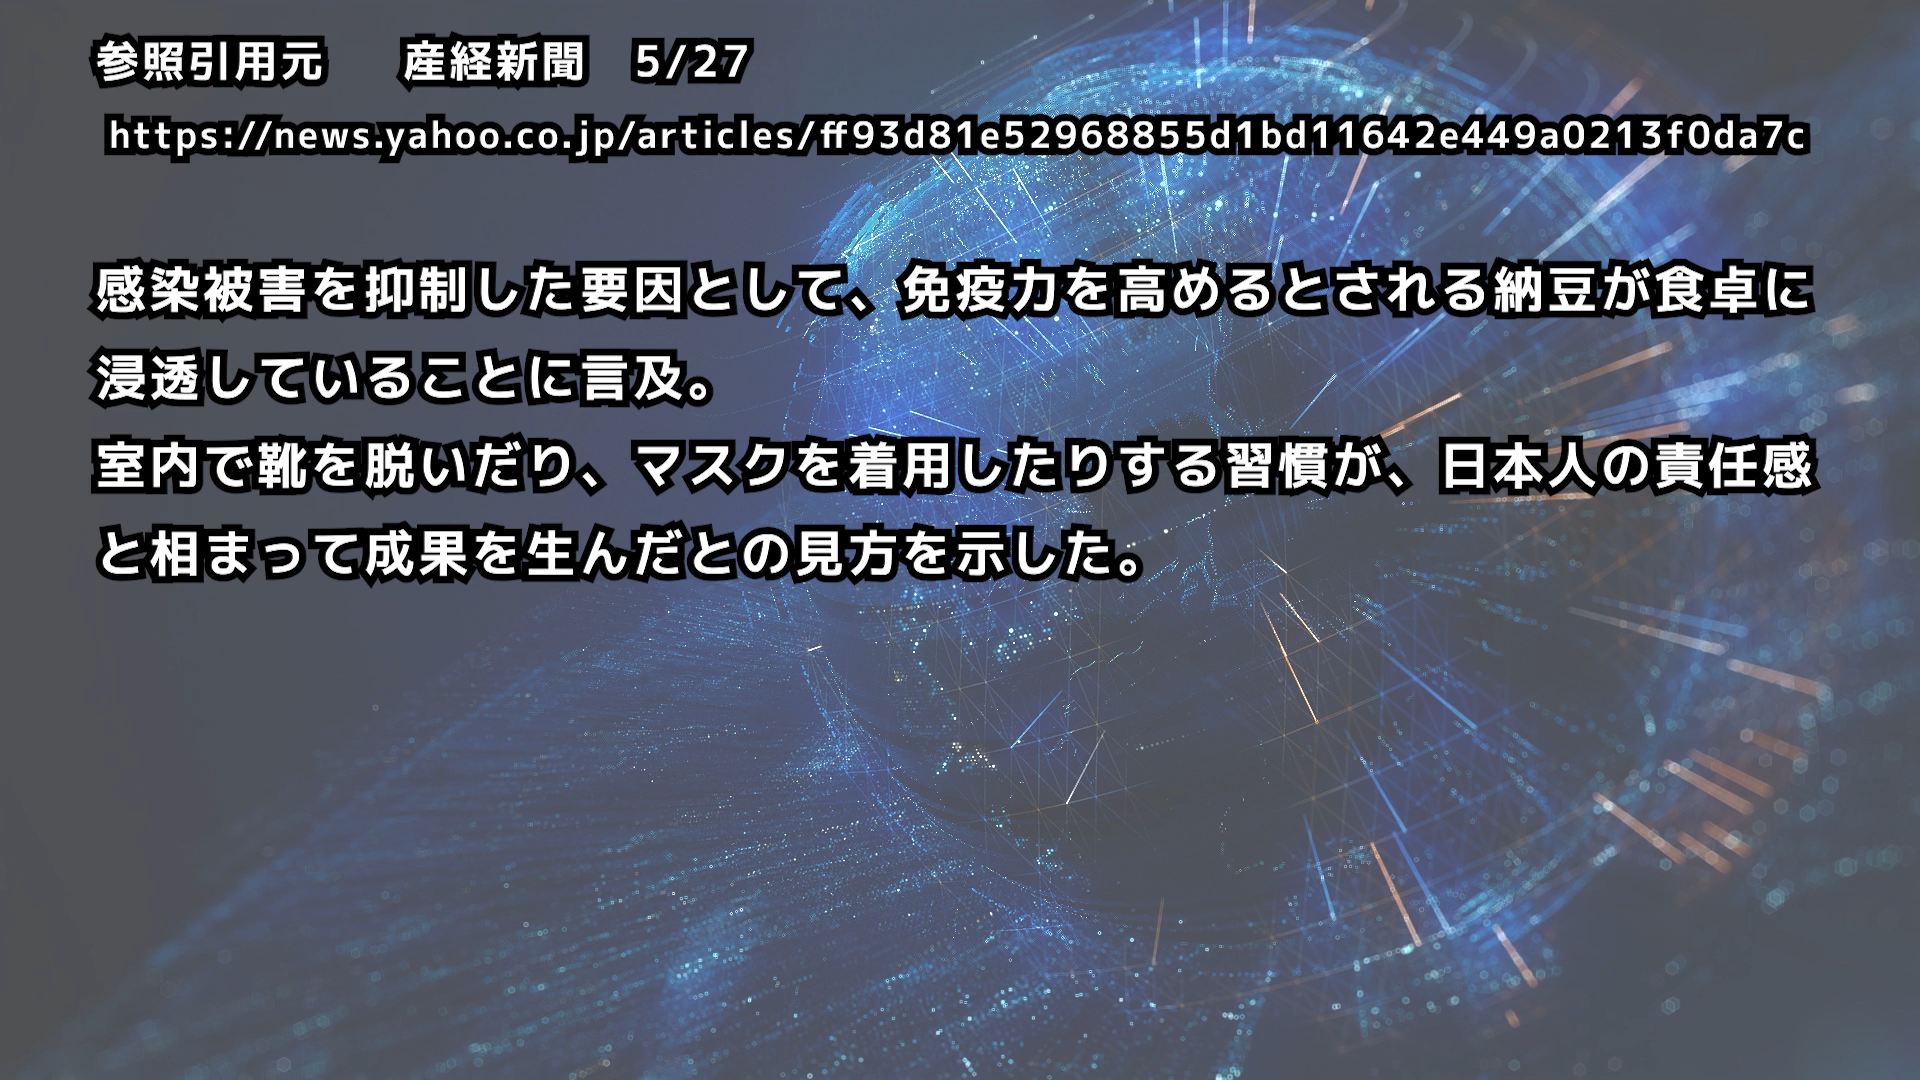 参照引用元　産経新聞　5/27
https://news.yahoo.co.jp/articles/ff93d81e52968855d1bd11642e449a0213f0da7c
感染被害を抑制した要因として、免疫力を高めるとされる納豆が食卓に
浸透していることに言及。
室内で靴を脱いだり、マスクを着用したりする習慣が、日本人の責任感
と相まって成果を生んだとの見方を示した。